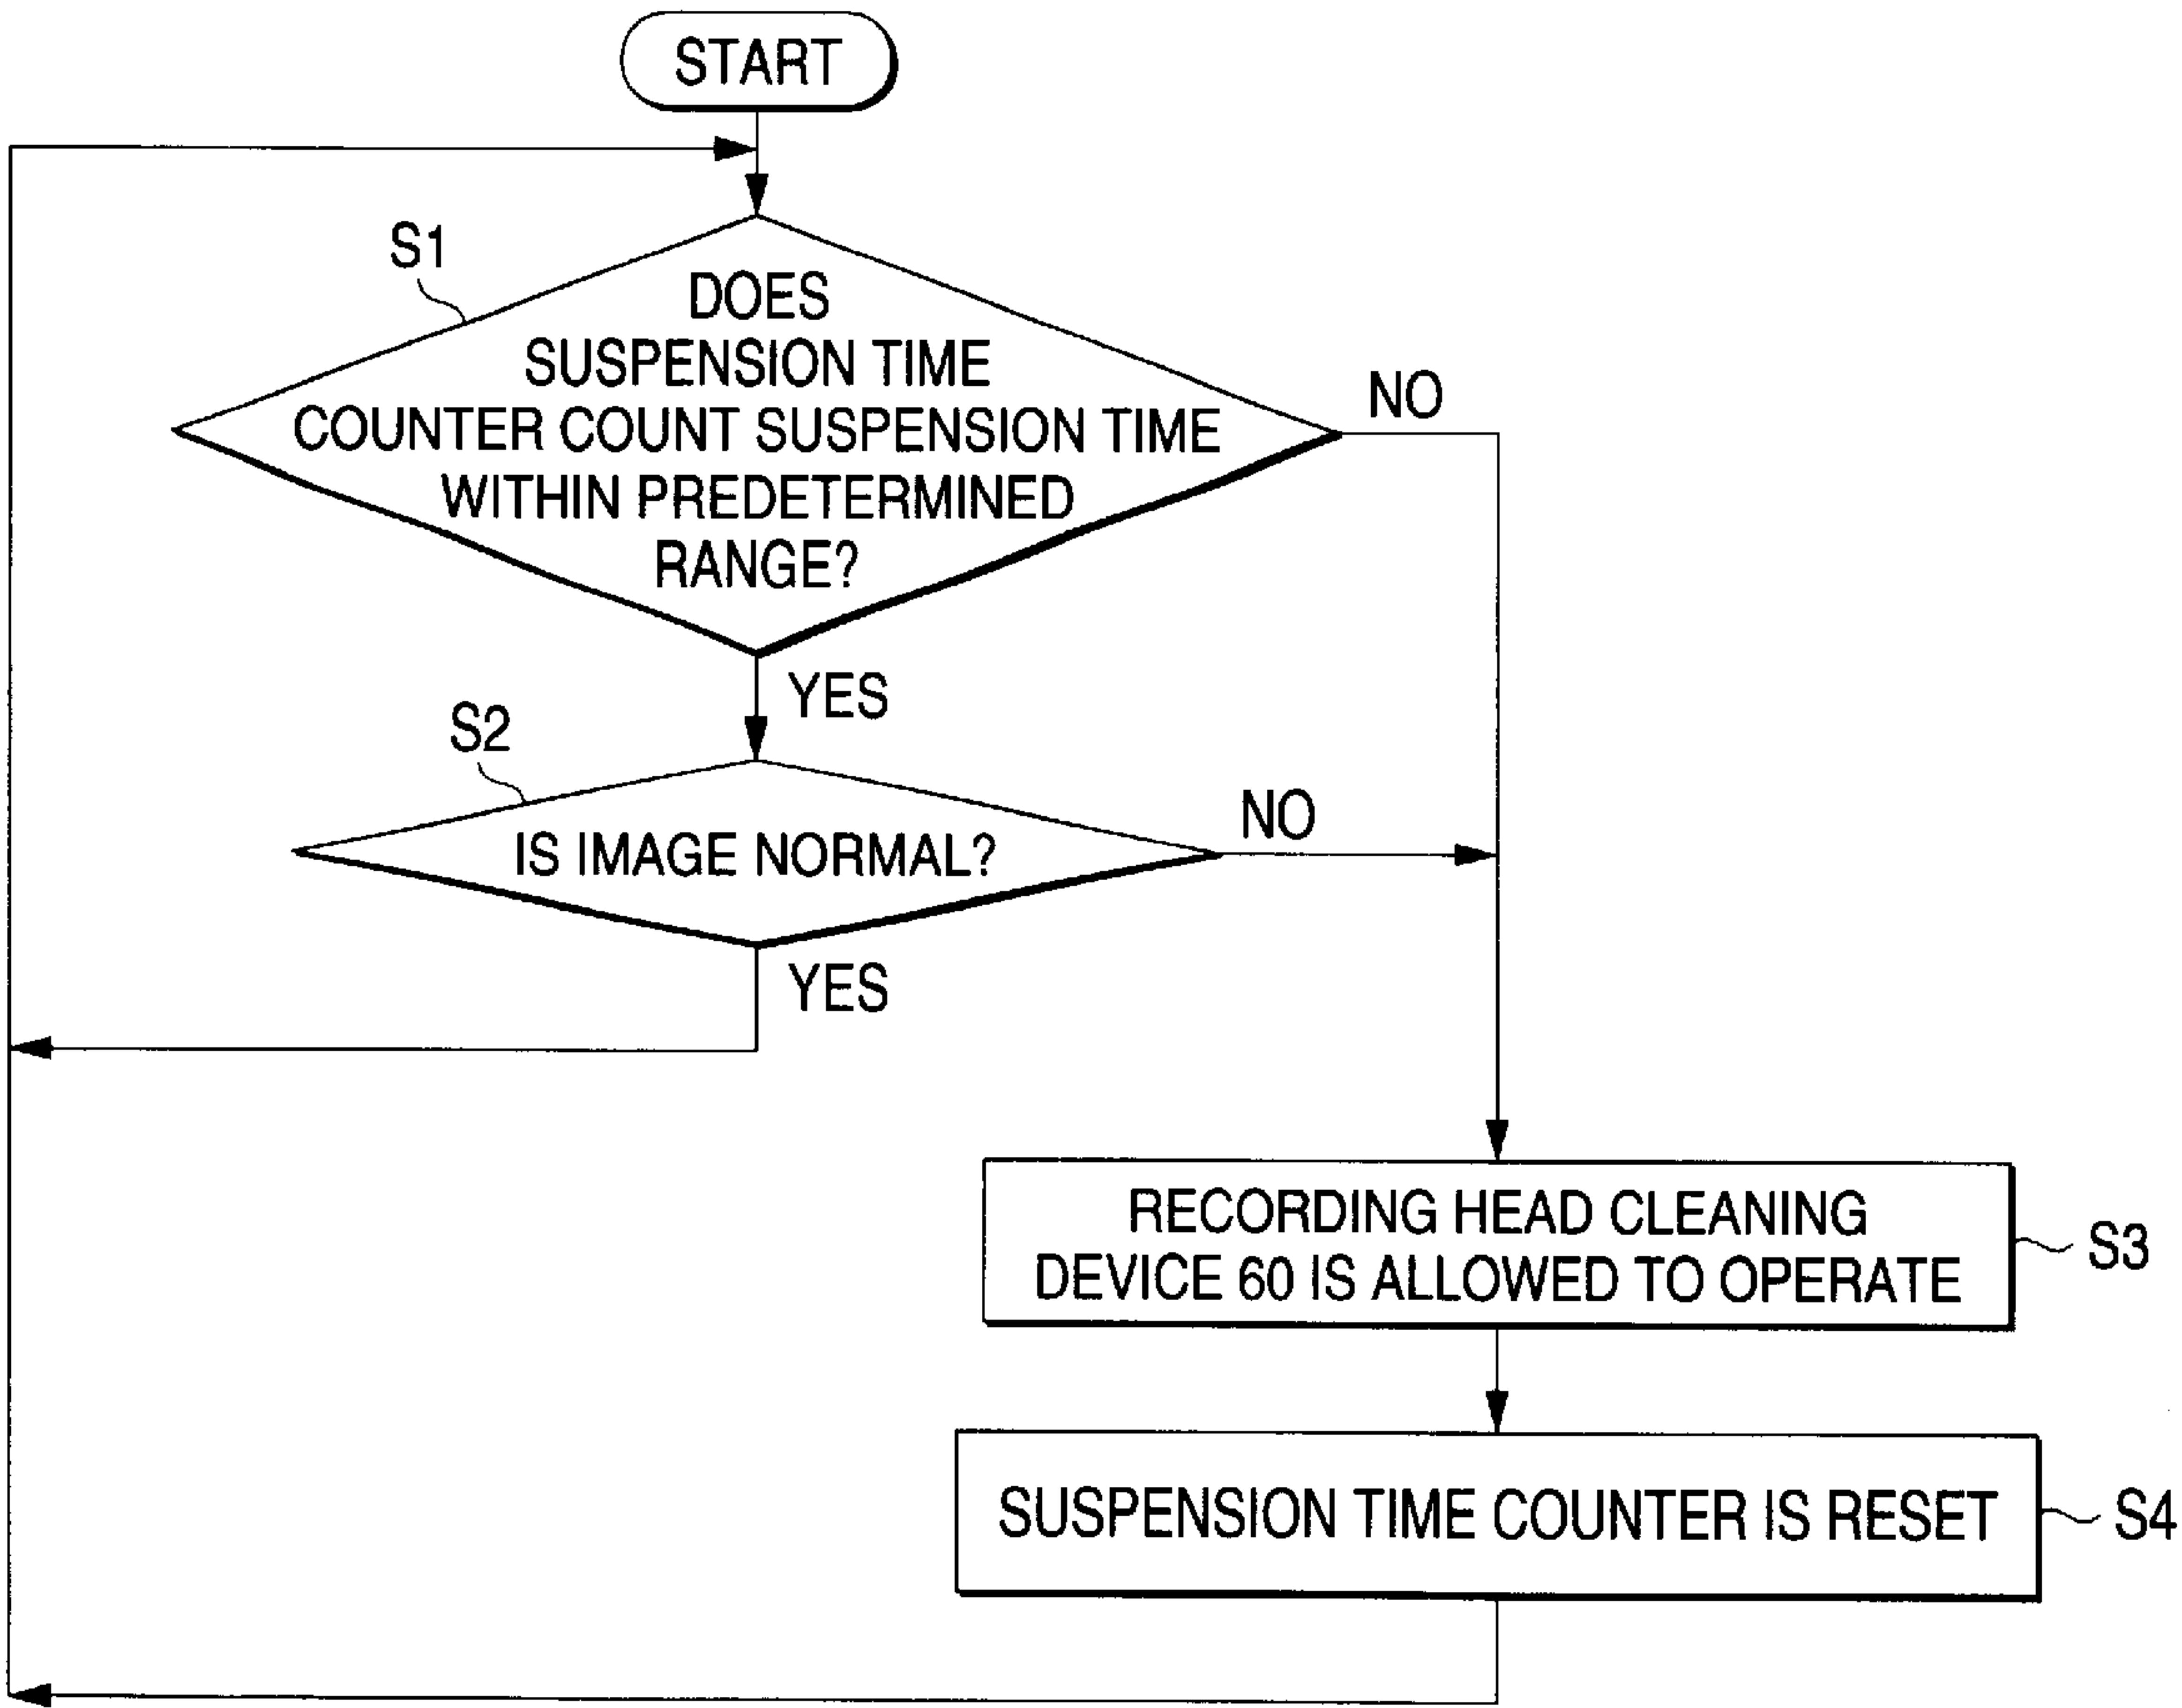 START
S1
DOES
SUSPENSION TIME
COUNTER COUNT SUSPENSION TIME
WITHIN PREDETERMINED
RANGE?
NO
YES
S2
IS IMAGE NORMAL?
NO
YES
RECORDING HEAD CLEANING
DEVICE 60 IS ALLOWED TO OPERATE
S3
SUSPENSION TIME COUNTER IS RESET
S4